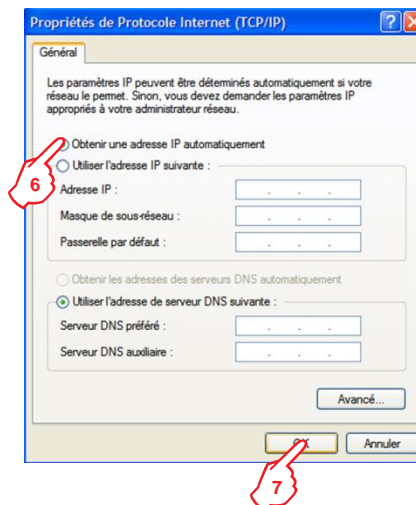 Propriétés de Protocole Internet (TCP/IP)
Général
Les paramètres IP peuvent être déterminés automatiquement si votre
réseau le permet. Sinon, vous devez demander les paramètres IP
appropriés à votre administrateur réseau.
Obtenir une adresse IP automatiquement
Utiliser l'adresse IP suivante :
6
Adresse IP :
Masque de sous-réseau :
Passerelle par défaut :
Obtenir les adresses des serveurs DNS automatiquement
Utiliser l'adresse de serveur DNS suivante :
Serveur DNS préféré :
Serveur DNS auxiliaire :
Avancé...
OK
Annuler
7